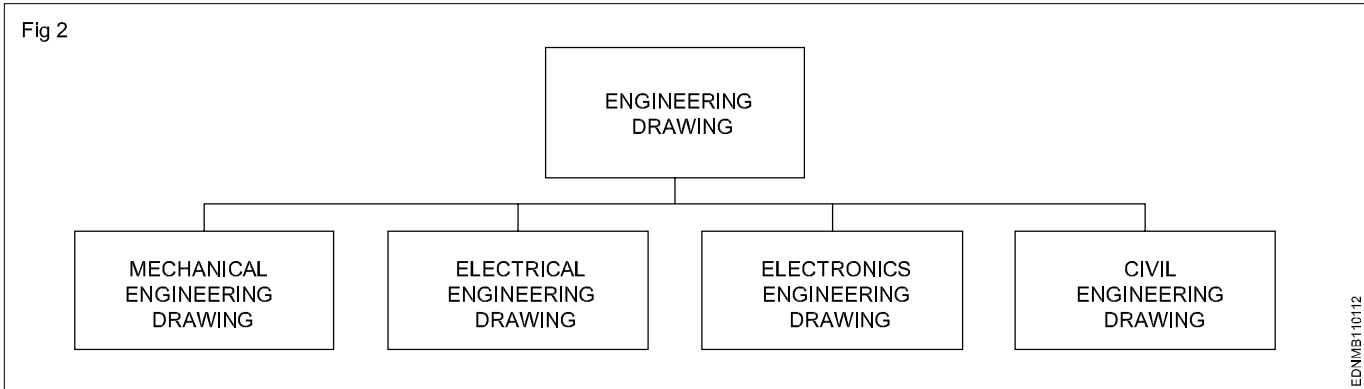 Fig 2
ENGINEERING
DRAWING
MECHANICAL
ENGINEERING
DRAWING
ELECTRICAL
ENGINEERING
DRAWING
ELECTRONICS
ENGINEERING
DRAWING
CIVIL
ENGINEERING
DRAWING
EDNMB110112